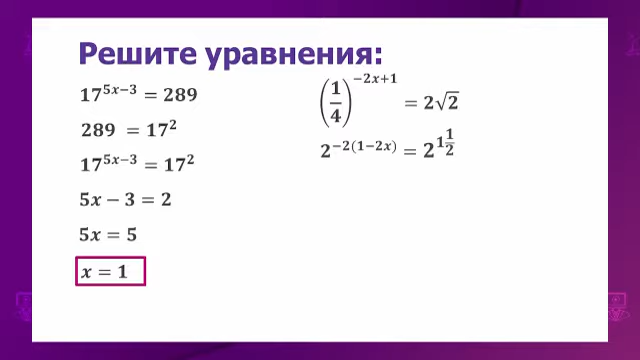 Решите уравнения:
17^{5x−3} = 289
289 = 17^{2}
17^{5x−3} = 17^{2}
5x − 3 = 2
5x = 5
x = 1
(1/4)^{−2x+1} = 2√2
2^{−2(1−2x)} = 2^{1 1/2}